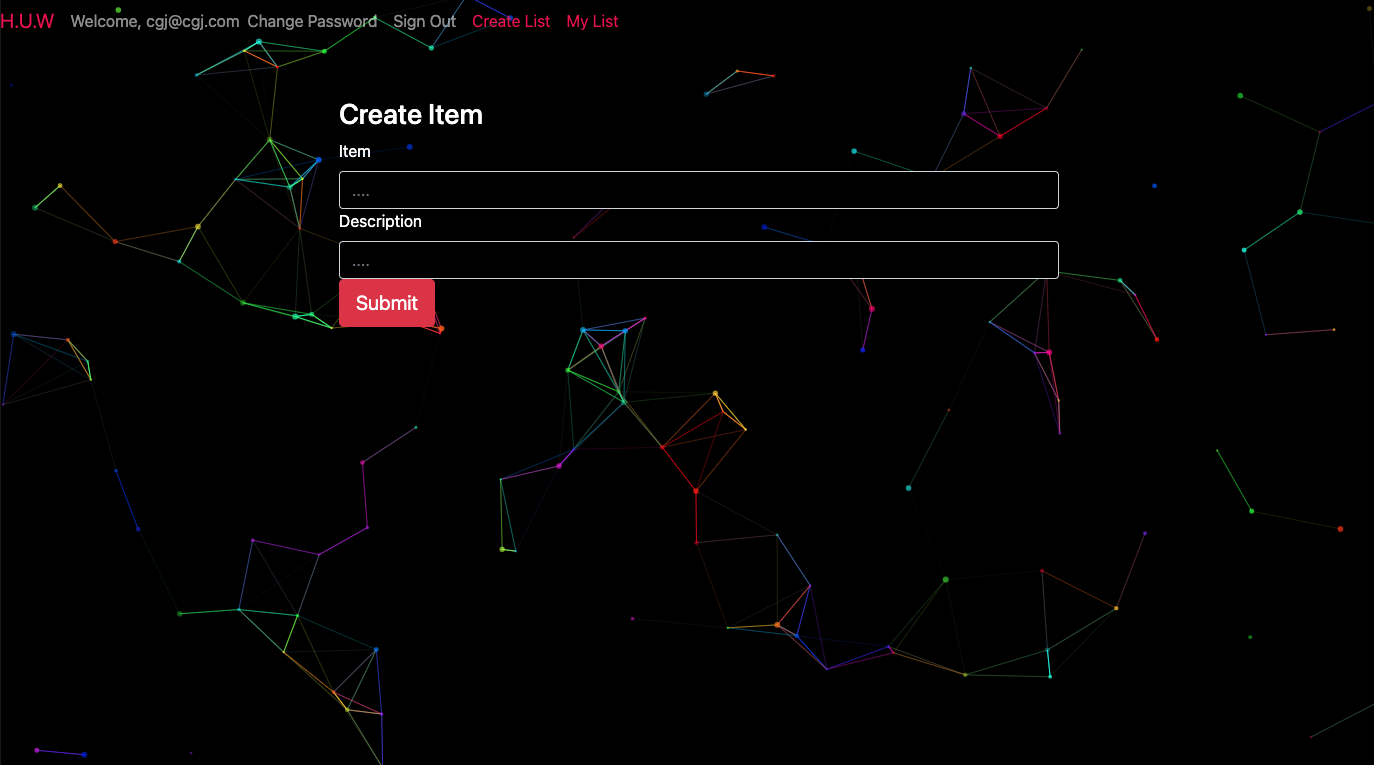 H.U.W Welcome, cgj@cgj.com Change Password Sign Out Create List My List
Create Item
Item
....
Description
....
Submit